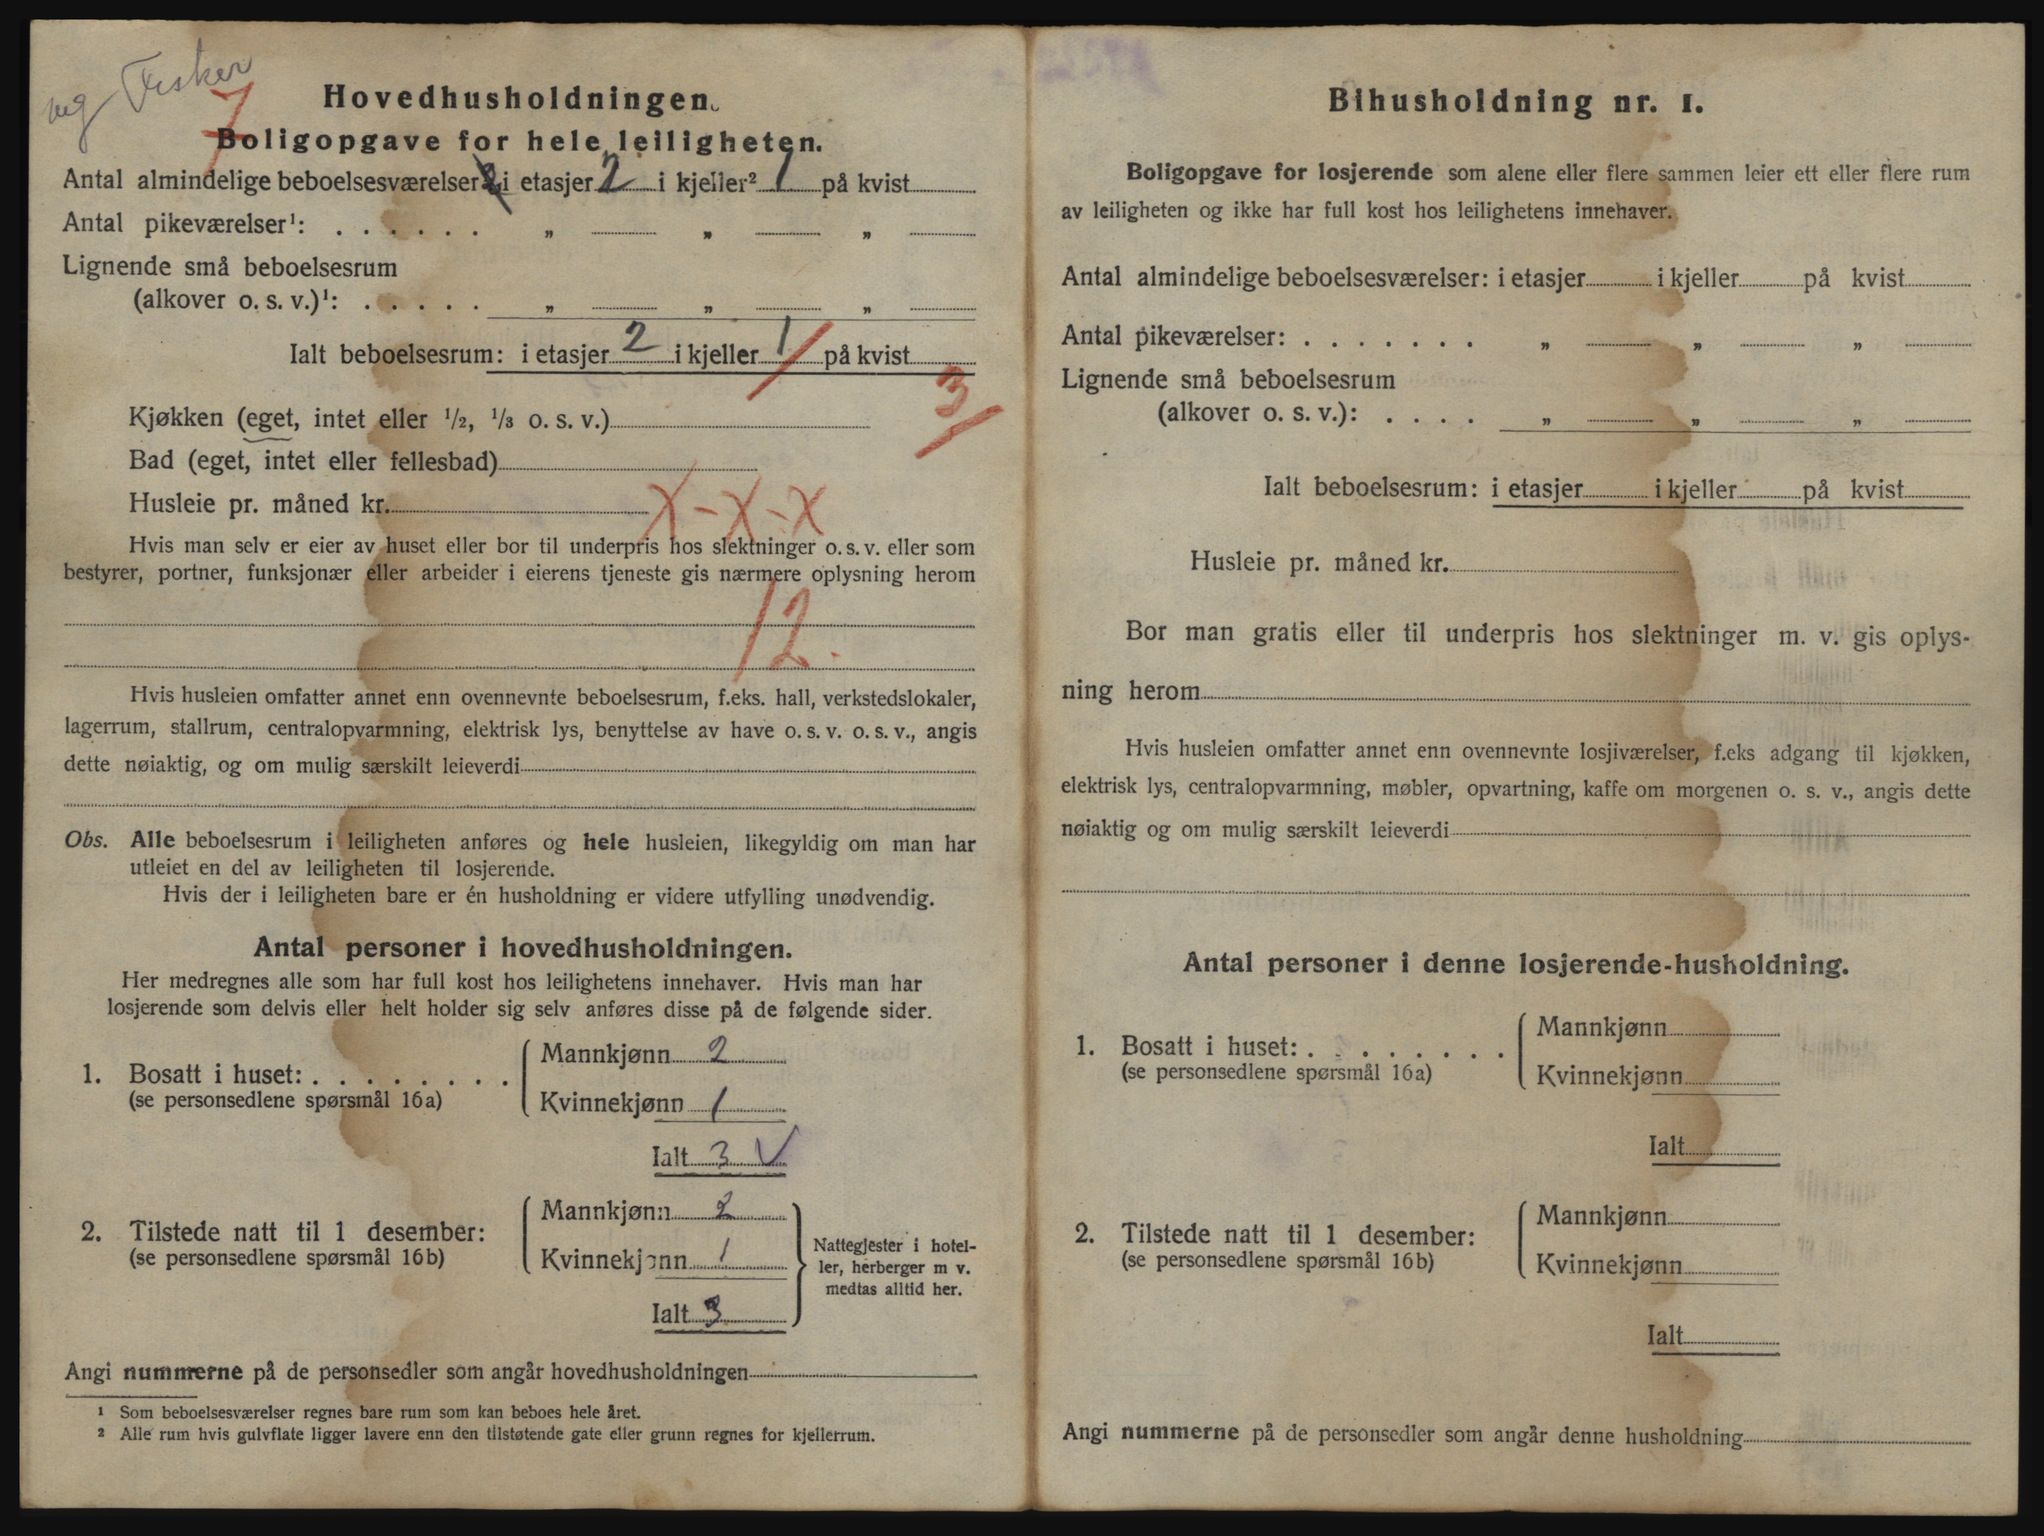 Fisker
7
Hovedhusholdningen.
Boligopgave for hele leiligheten.
Antal almindelige beboelsesværelser i etasjer 2 i kjeller² 1 på kvist
Antal pikeværelser¹: . . . . . . „ „ „
Lignende små beboelsesrum
(alkover o. s. v.)¹: . . . . . „ „ „
Ialt beboelsesrum: i etasjer 2 i kjeller 1 på kvist
3
Kjøkken (eget, intet eller 1/2, 1/3 o. s. v.)
Bad (eget, intet eller fellesbad)
Husleie pr. måned kr. X-X-X
Hvis man selv er eier av huset eller bor til underpris hos slektninger o. s. v. eller som
bestyrer, portner, funksjonær eller arbeider i eierens tjeneste gis nærmere oplysning herom
12.
Hvis husleien omfatter annet enn ovennevnte beboelsesrum, f.eks. hall, verkstedslokaler,
lagerrum, stallrum, centralopvarmning, elektrisk lys, benyttelse av have o. s. v. o. s. v., angis
dette nøiaktig, og om mulig særskilt leieverdi
Obs. Alle beboelsesrum i leiligheten anføres og hele husleien, likegyldig om man har
utleiet en del av leiligheten til losjerende.
Hvis der i leiligheten bare er én husholdning er videre utfylling unødvendig.
Antal personer i hovedhusholdningen.
Her medregnes alle som har full kost hos leilighetens innehaver. Hvis man har
losjerende som delvis eller helt holder sig selv anføres disse på de følgende sider.
Mannkjønn 2
1. Bosatt i huset: . . . . . . . .
(se personsedlene spørsmål 16a)
Kvinnekjønn 1
Ialt 3 V
Mannkjønn 2
2. Tilstede natt til 1 desember:
(se personsedlene spørsmål 16b)
Kvinnekjønn 1
Ialt 3
Nattegjester i hotel-
ler, herberger m v.
medtas alltid her.
Angi nummerne på de personsedler som angår hovedhusholdningen
¹ Som beboelsesværelser regnes bare rum som kan beboes hele året.
² Alle rum hvis gulvflate ligger lavere enn den tilstøtende gate eller grunn regnes for kjellerrum.
Bihusholdning nr. 1.
Boligopgave for losjerende som alene eller flere sammen leier ett eller flere rum
av leiligheten og ikke har full kost hos leilighetens innehaver.
Antal almindelige beboelsesværelser: i etasjer i kjeller på kvist
Antal pikeværelser: . . . . . . . „ „ „
Lignende små beboelsesrum
(alkover o. s. v.): . . . . „ „ „
Ialt beboelsesrum: i etasjer i kjeller på kvist
Husleie pr. måned kr.
Bor man gratis eller til underpris hos slektninger m. v. gis oplys-
ning herom
Hvis husleien omfatter annet enn ovennevnte losjiværelser, f.eks adgang til kjøkken,
elektrisk lys, centralopvarmning, møbler, opvartning, kaffe om morgenen o. s. v., angis dette
nøiaktig og om mulig særskilt leieverdi
Antal personer i denne losjerende-husholdning.
Mannkjønn
1. Bosatt i huset: . . . . . . . .
(se personsedlene spørsmål 16a)
Kvinnekjønn
Ialt
Mannkjønn
2. Tilstede natt til 1 desember:
(se personsedlene spørsmål 16b)
Kvinnekjønn
Ialt
Angi nummerne på de personsedler som angår denne husholdning